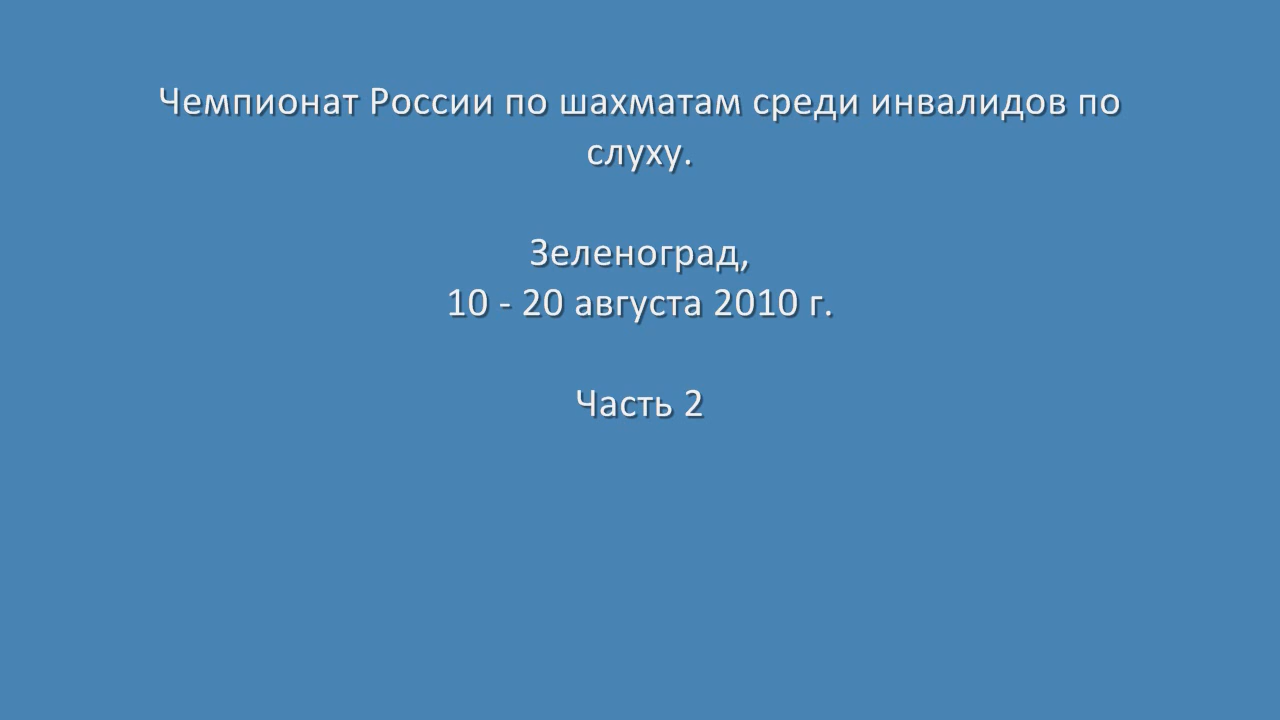 Чемпионат России по шахматам среди инвалидов по
слуху.
Зеленоград,
10 - 20 августа 2010 г.
Часть 2